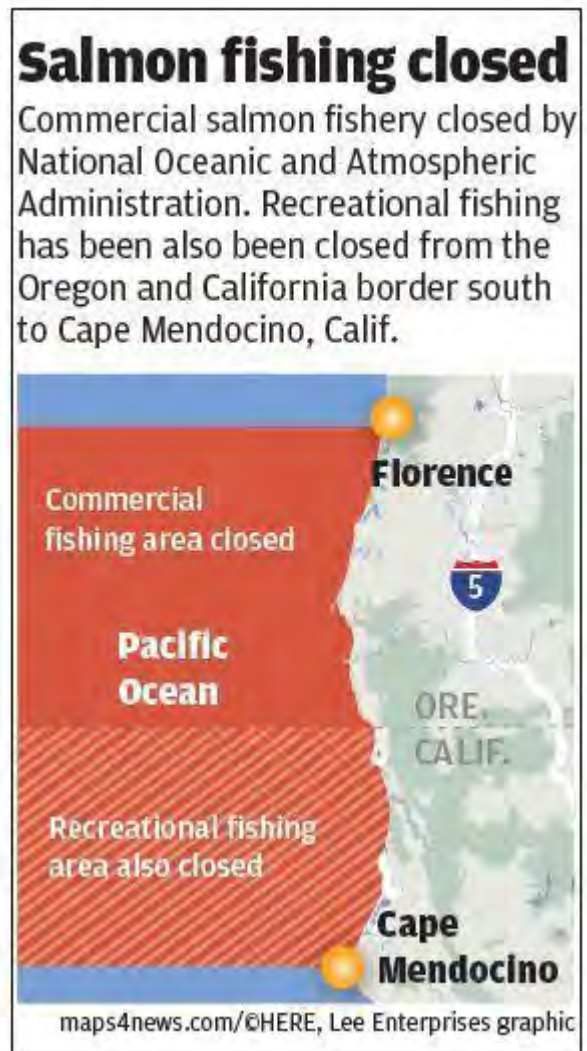 Salmon fishing closed
Commercial salmon fishery closed by
National Oceanic and Atmospheric
Administration. Recreational fishing
has been also been closed from the
Oregon and California border south
to Cape Mendocino, Calif.
Florence
Commercial
fishing area closed
5
Pacific
Ocean
ORE.
CALIF.
Recreational fishing
area also closed
Cape
Mendocino
maps4news.com/©HERE, Lee Enterprises graphic